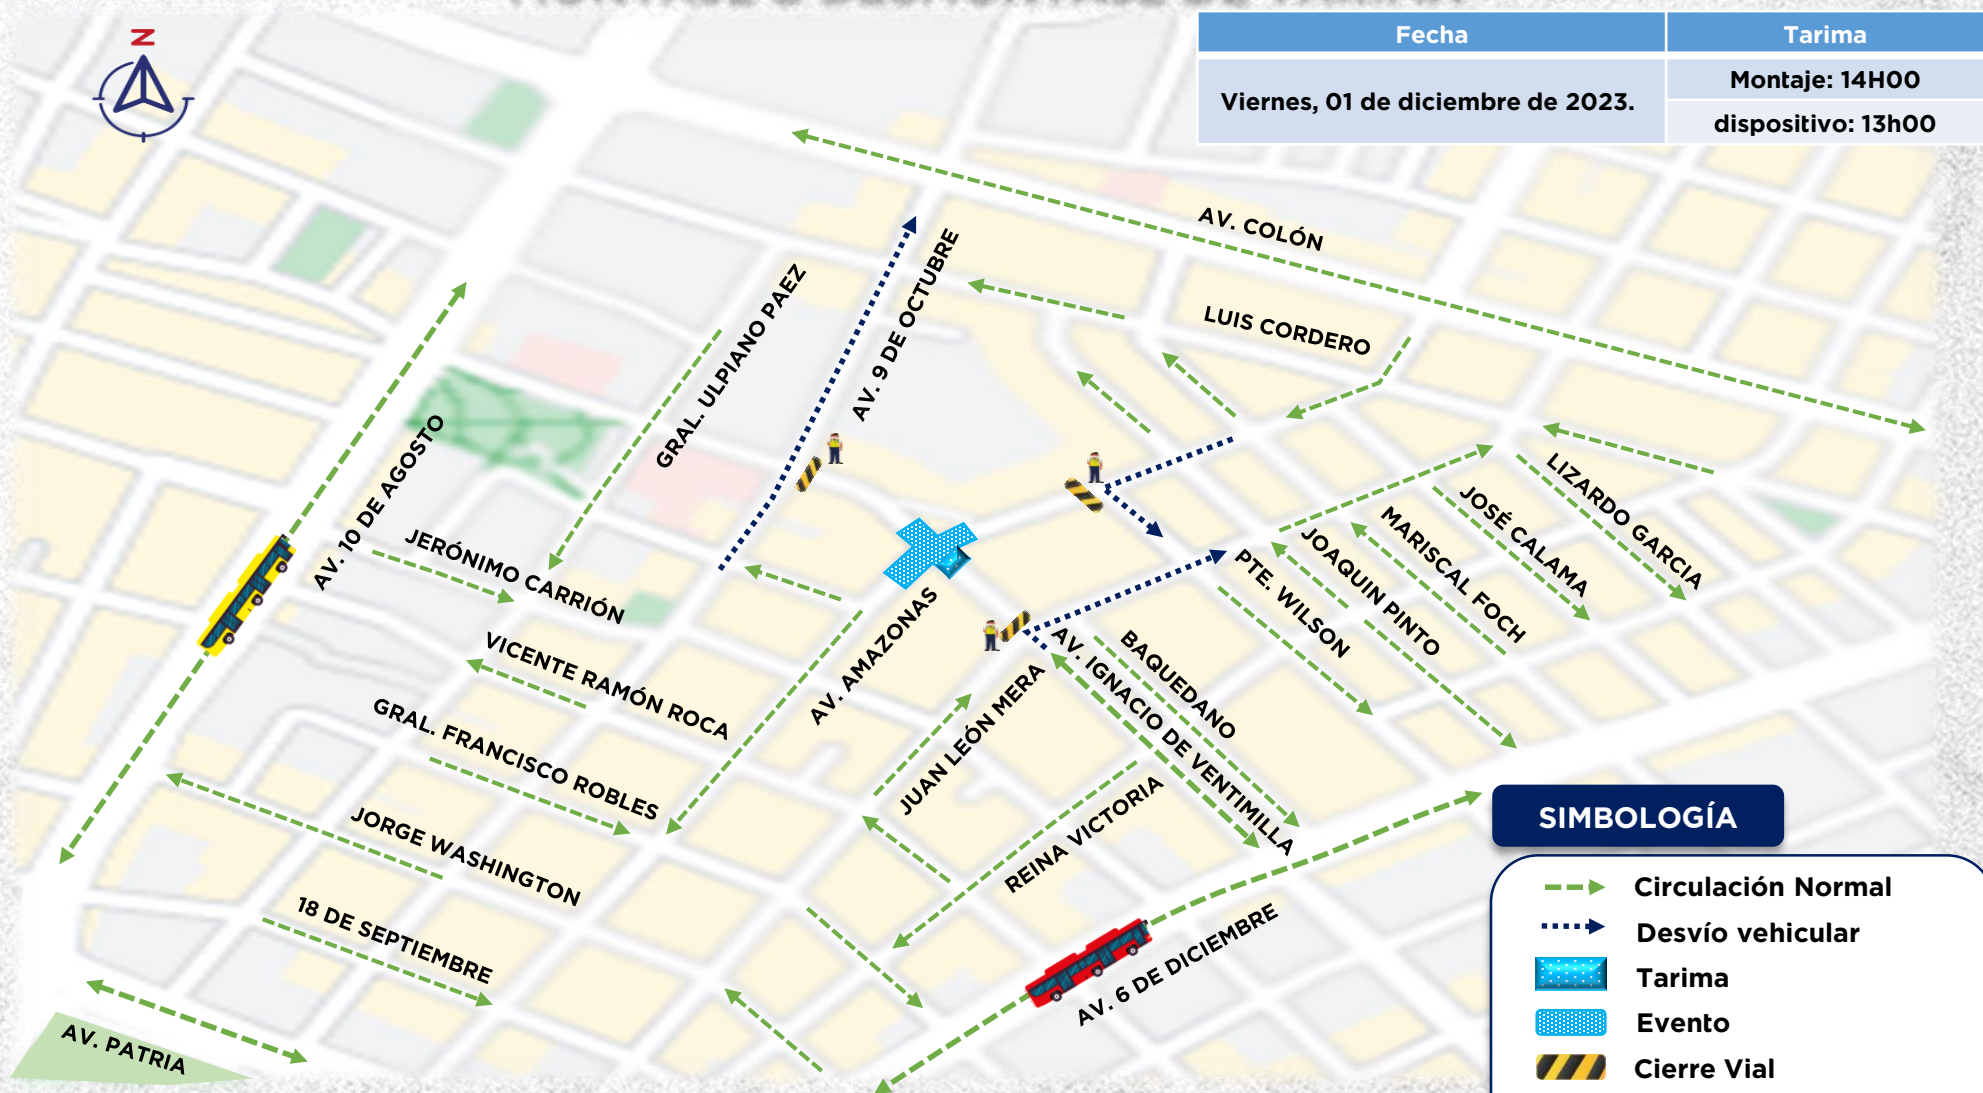 N
Fecha
Tarima
Viernes, 01 de diciembre de 2023.
Montaje: 14H00
dispositivo: 13h00
AV. COLÓN
LUIS CORDERO
AV. 9 DE OCTUBRE
GRAL. ULPIANO PAEZ
AV. 10 DE AGOSTO
JERÓNIMO CARRIÓN
VICENTE RAMÓN ROCA
GRAL. FRANCISCO ROBLES
JORGE WASHINGTON
18 DE SEPTIEMBRE
AV. PATRIA
AV. AMAZONAS
JUAN LEÓN MERA
AV. IGNACIO DE VENTIMILLA
BAQUEDANO
REINA VICTORIA
AV. 6 DE DICIEMBRE
PTE. WILSON
JOAQUIN PINTO
MARISCAL FOCH
JOSÉ CALAMA
LIZARDO GARCIA
SIMBOLOGÍA
Circulación Normal
Desvío vehicular
Tarima
Evento
Cierre Vial